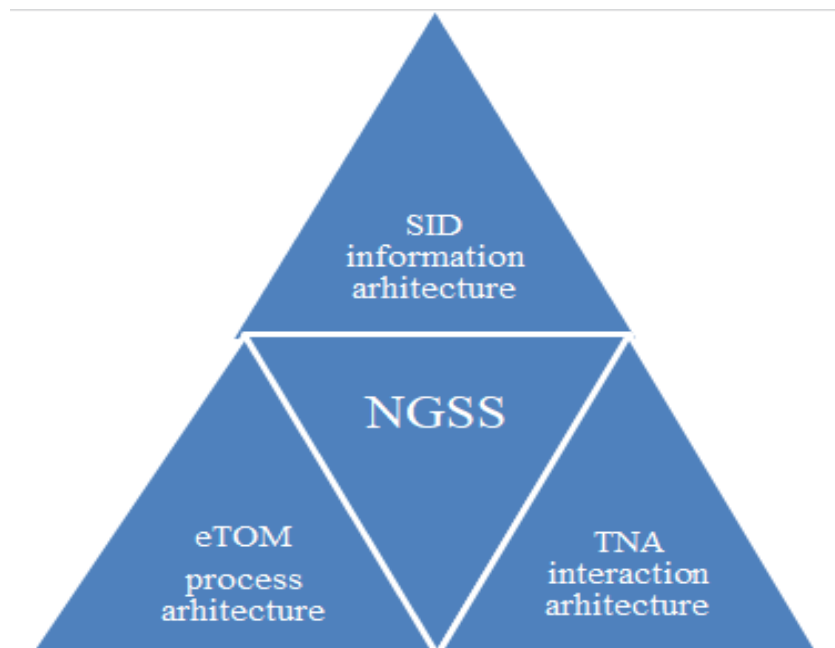 SID
information
arhitecture
NGSS
eTOM
process
arhitecture
TNA
interaction
arhitecture